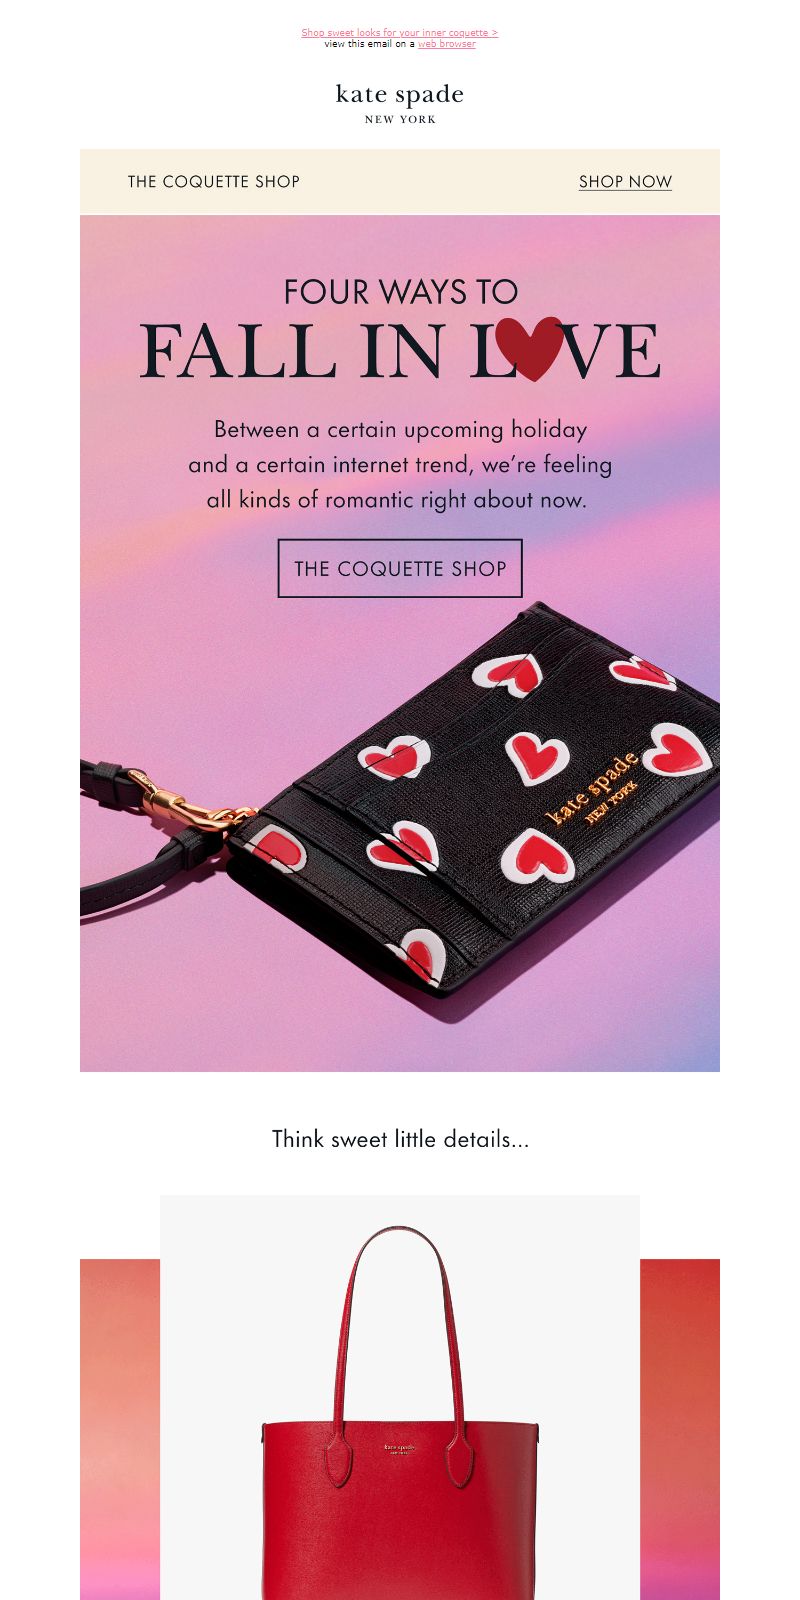 Shop sweet looks for your inner coquette >
view this email on a web browser
kate spade
NEW YORK
THE COQUETTE SHOP
SHOP NOW
FOUR WAYS TO
FALL IN L❤VE
Between a certain upcoming holiday
and a certain internet trend, we’re feeling
all kinds of romantic right about now.
THE COQUETTE SHOP
kate spade
NEW YORK
Think sweet little details...
kate spade
NEW YORK